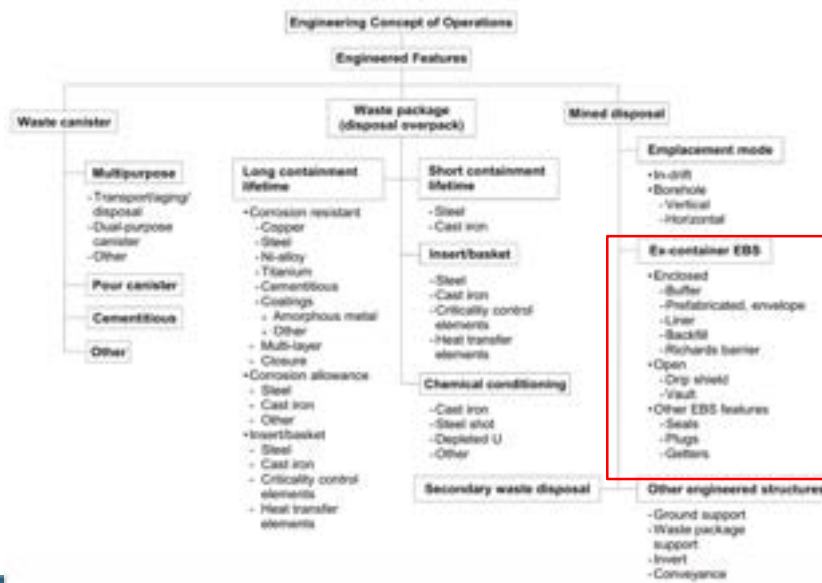 Engineering Concept of Operations
Engineered Features
Waste canister
Multipurpose
-Transport/aging/
disposal
-Dual-purpose
canister
-Other
Pour canister
Cementitious
Other
Waste package
(disposal overpack)
Long containment
lifetime
•Corrosion resistant
-Copper
-Steel
-Ni-alloy
-Titanium
-Cementitious
-Coatings
Amorphous metal
Other
- Multi-layer
- Closure
•Corrosion allowance
- Steel
- Cast iron
- Other
•Insert/basket
- Steel
- Cast iron
- Criticality control
elements
- Heat transfer
elements
Short containment
lifetime
-Steel
-Cast iron
Insert/basket
-Steel
-Cast iron
-Criticality control
elements
-Heat transfer
elements
Chemical conditioning
-Cast iron
-Steel shot
-Depleted U
-Other
Secondary waste disposal
Mined disposal
Emplacement mode
•In-drift
•Borehole
-Vertical
-Horizontal
Ex-container EBS
•Enclosed
-Buffer
-Prefabricated, envelope
-Liner
-Backfill
-Richards barrier
•Open
-Drip shield
-Vault
•Other EBS features
-Seals
-Plugs
-Getters
Other engineered structures
-Ground support
-Waste package
support
-Invert
-Conveyance